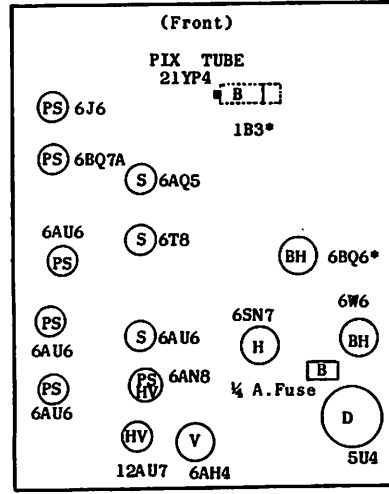 (Front)
PIX TUBE
21YP4
B
1B3*
PS 6J6
PS 6BQ7A
S 6AQ5
6AU6
PS
S 6T8
BH 6BQ6*
6W6
6SN7
PS
6AU6
S 6AU6
H
BH
PS
HV
6AN8
B
¼ A.Fuse
PS
6AU6
D
5U4
HV
12AU7
V
6AH4